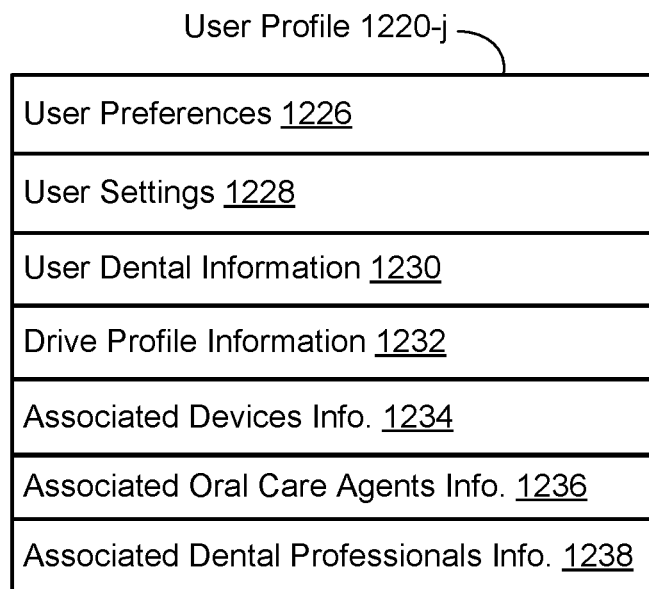 User Profile 1220-j
User Preferences 1226
User Settings 1228
User Dental Information 1230
Drive Profile Information 1232
Associated Devices Info. 1234
Associated Oral Care Agents Info. 1236
Associated Dental Professionals Info. 1238